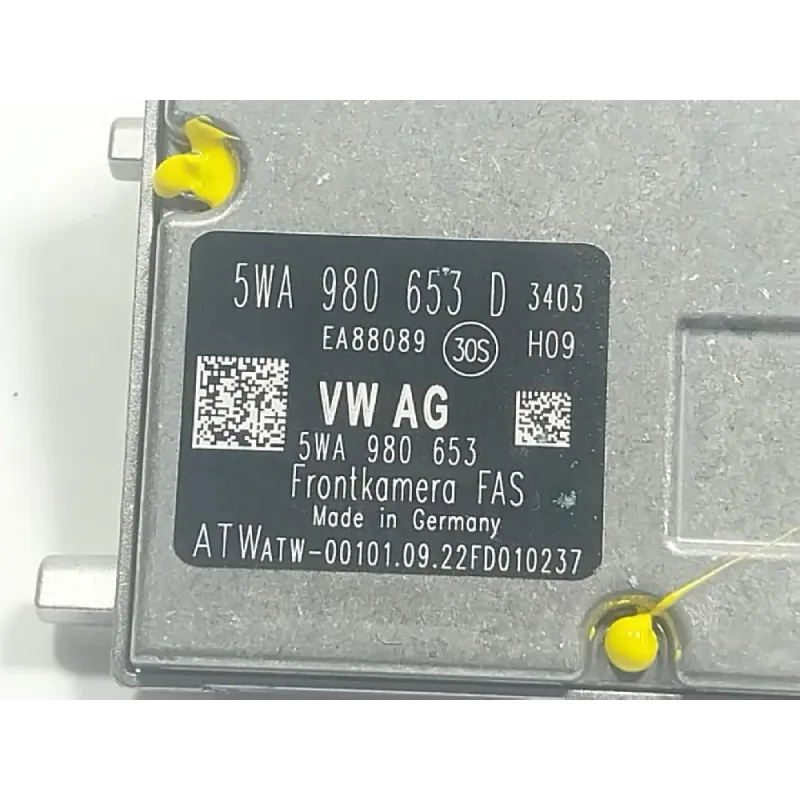 5WA 980 653 D 3403
EA88089 30S H09
VW AG
5WA 980 653
Frontkamera FAS
Made in Germany
ATWATW-00101.09.22FD010237